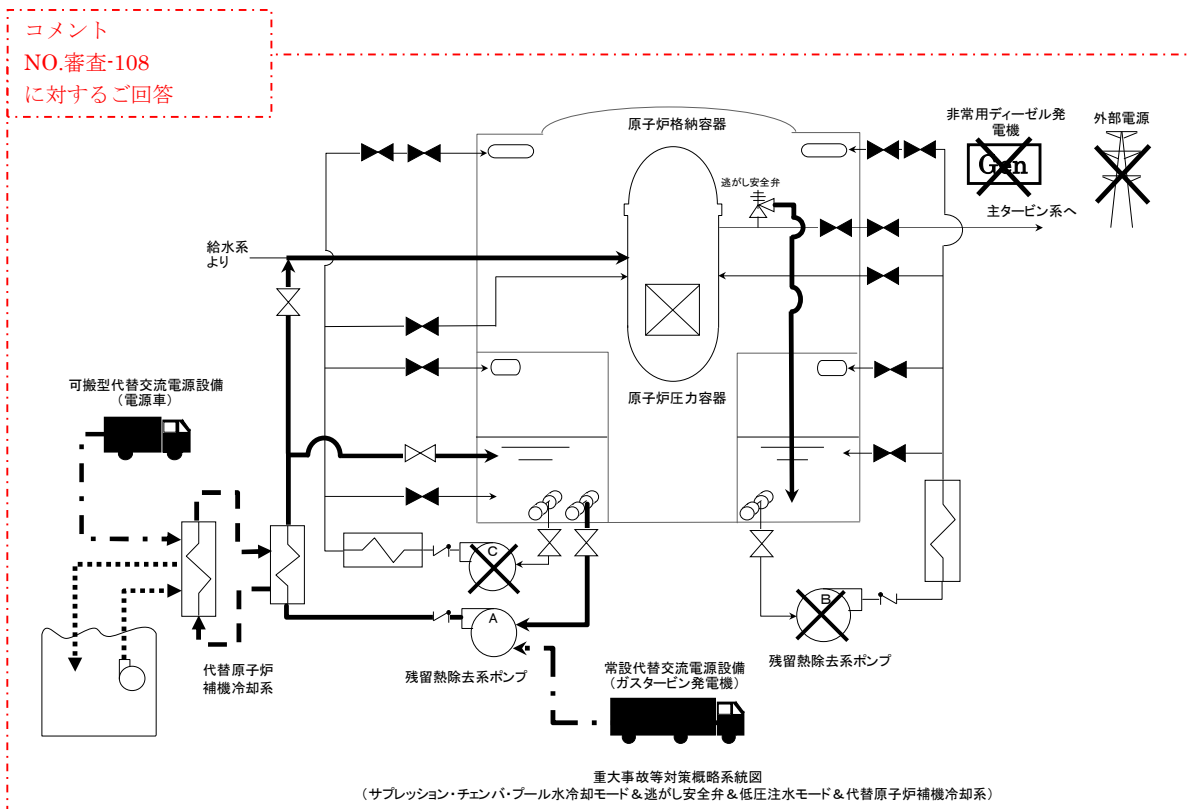 コメント
NO.審査-108
に対するご回答
原子炉格納容器
非常用ディーゼル発
電機
外部電源
Gen
逃がし安全弁
主タービン系へ
給水系
より
可搬型代替交流電源設備
（電源車）
原子炉圧力容器
C
A
B
代替原子炉
補機冷却系
残留熱除去系ポンプ
常設代替交流電源設備
（ガスタービン発電機）
残留熱除去系ポンプ
重大事故等対策概略系統図
（サプレッション・チェンバ・プール水冷却モード＆逃がし安全弁＆低圧注水モード＆代替原子炉補機冷却系）